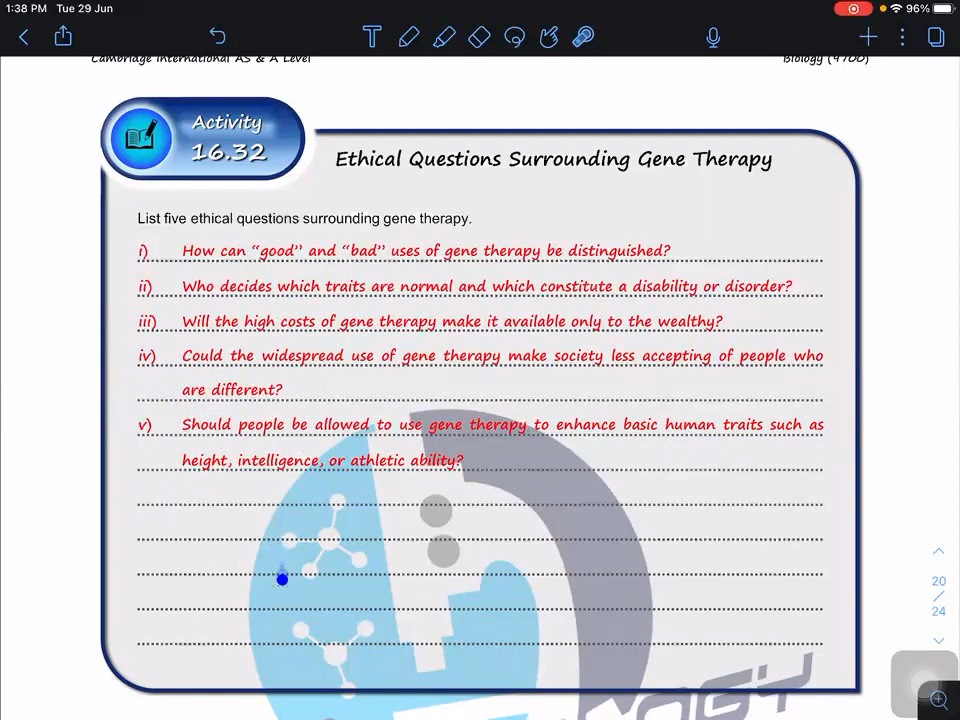 1:38 PM Tue 29 Jun 96%
Cambridge International AS & A Level Biology (9700)
Activity
16.32
Ethical Questions Surrounding Gene Therapy
List five ethical questions surrounding gene therapy.
i) How can “good” and “bad” uses of gene therapy be distinguished?
ii) Who decides which traits are normal and which constitute a disability or disorder?
iii) Will the high costs of gene therapy make it available only to the wealthy?
iv) Could the widespread use of gene therapy make society less accepting of people who
are different?
v) Should people be allowed to use gene therapy to enhance basic human traits such as
height, intelligence, or athletic ability?
20
/
24